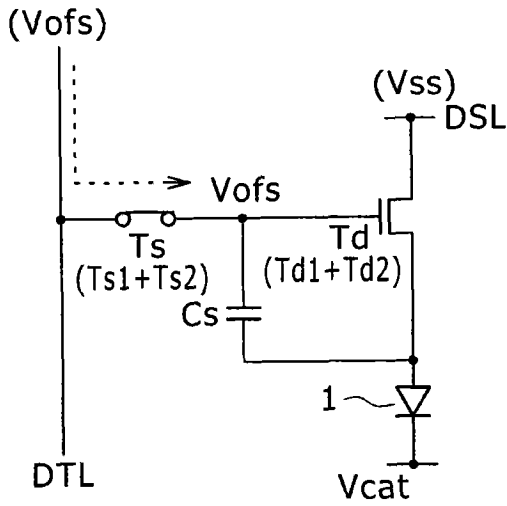 (Vofs)
(Vss)
DSL
Vofs
Ts
(Ts1+Ts2)
Td
(Td1+Td2)
Cs
1
DTL
Vcat